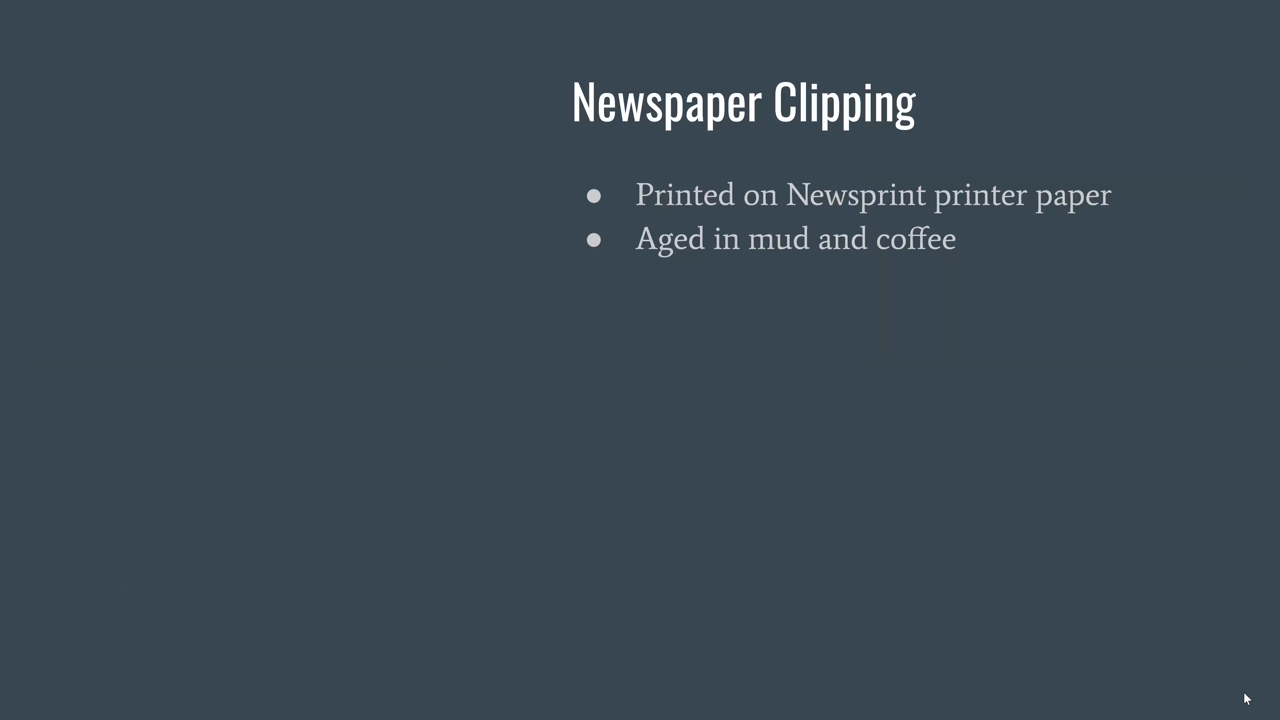 Newspaper Clipping
● Printed on Newsprint printer paper
● Aged in mud and coffee